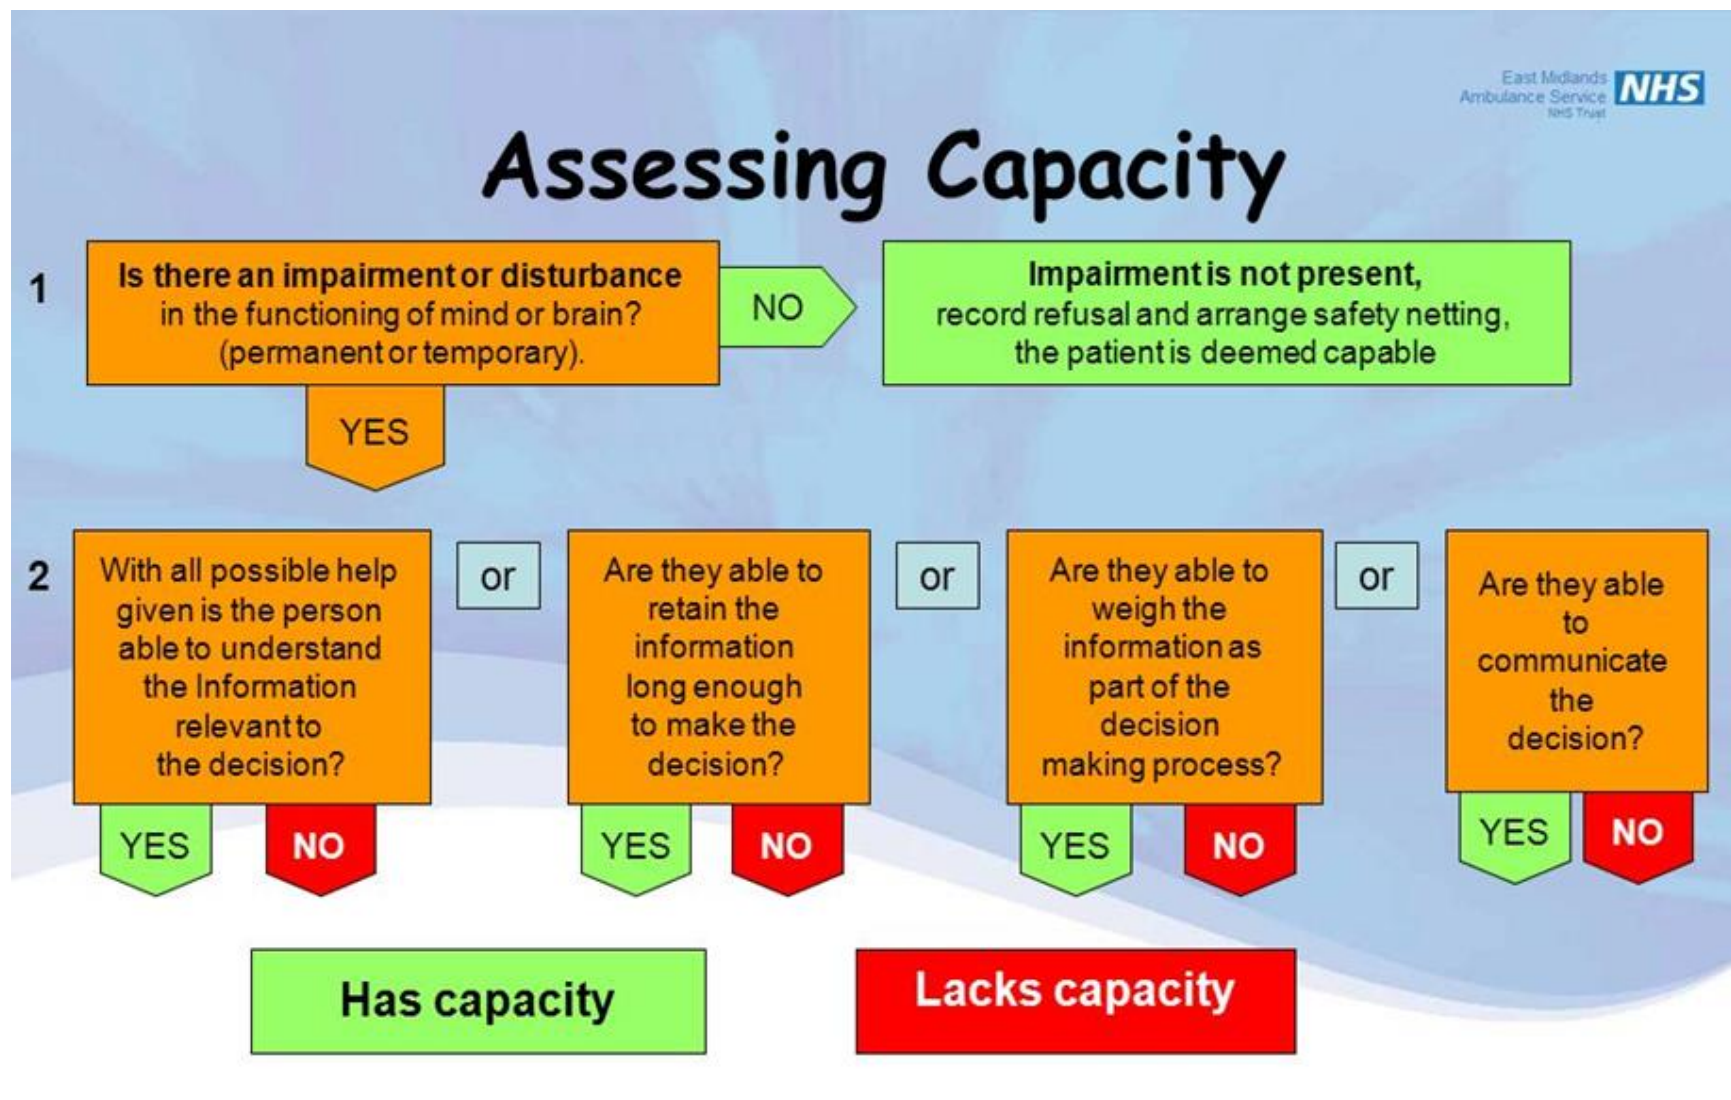 East Midlands
Ambulance Service
NHS Trust
NHS
Assessing Capacity
1
Is there an impairment or disturbance
in the functioning of mind or brain?
(permanent or temporary).
NO
Impairment is not present,
record refusal and arrange safety netting,
the patient is deemed capable
YES
2
With all possible help
given is the person
able to understand
the Information
relevant to
the decision?
or
Are they able to
retain the
information
long enough
to make the
decision?
or
Are they able to
weigh the
information as
part of the
decision
making process?
or
Are they able
to
communicate
the
decision?
YES
NO
YES
NO
YES
NO
YES
NO
Has capacity
Lacks capacity